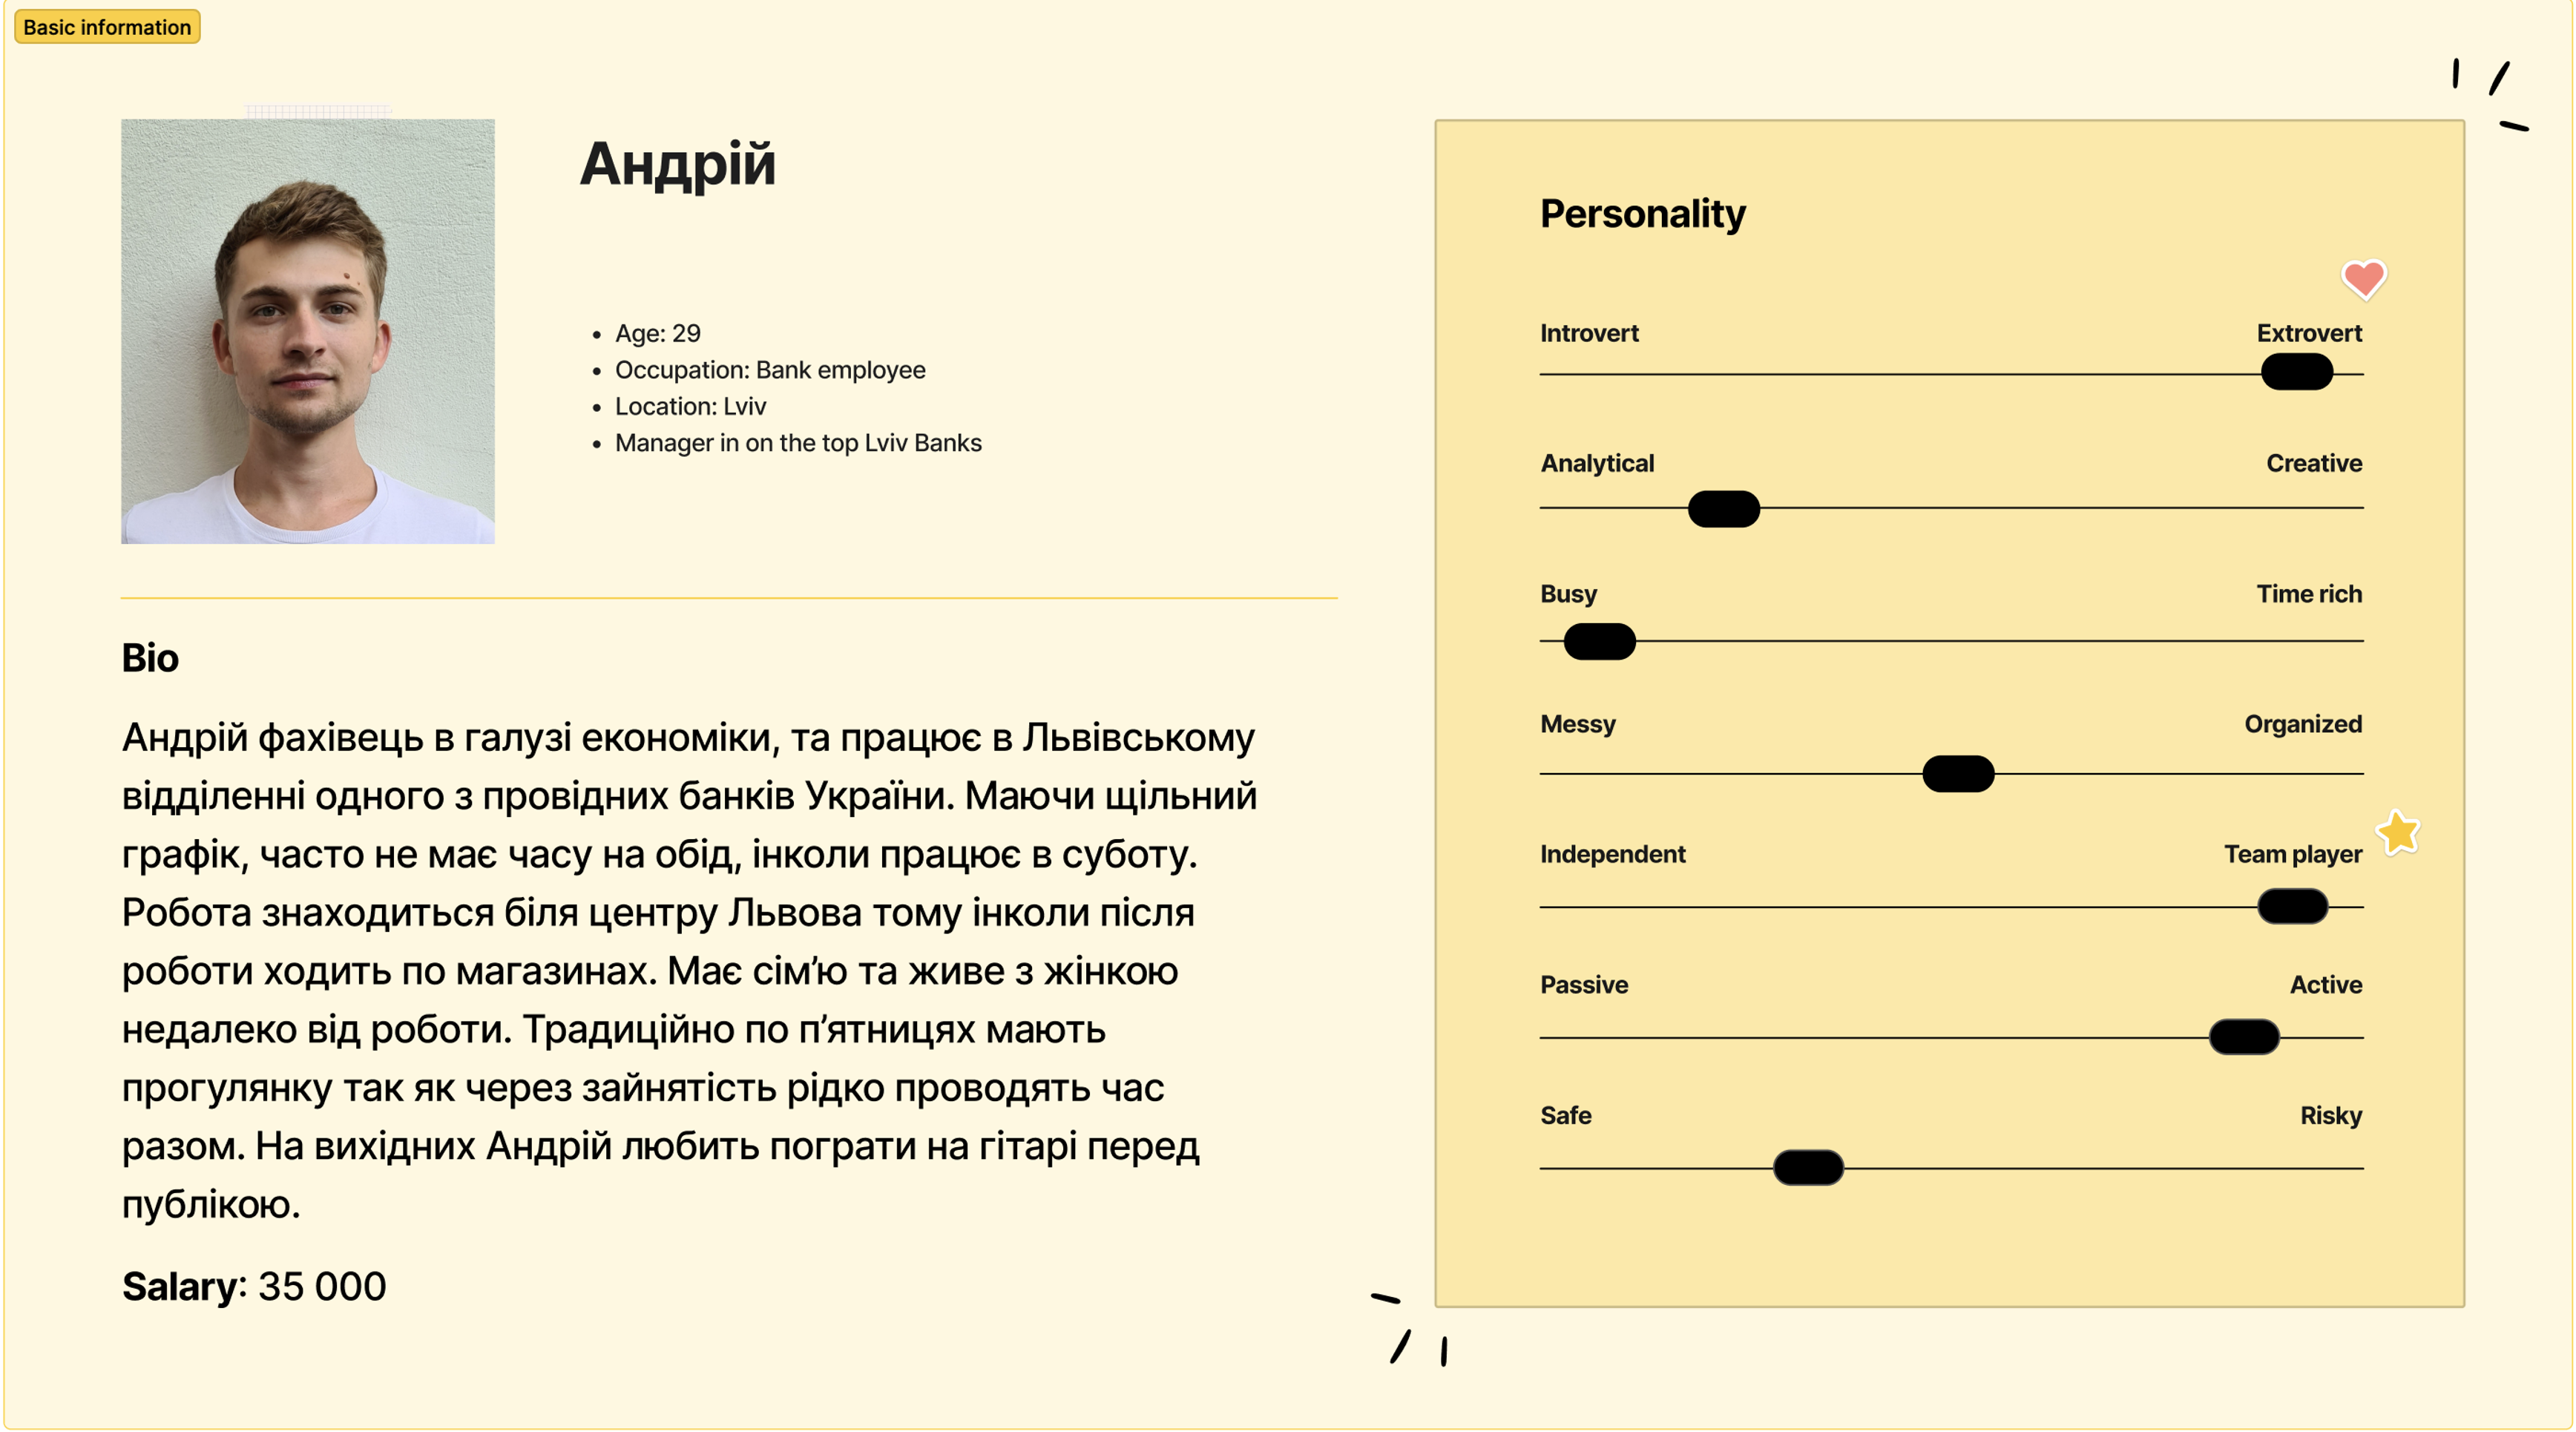 Basic information
Андрій
Age: 29
Occupation: Bank employee
Location: Lviv
Manager in on the top Lviv Banks
Bio
Андрій фахівець в галузі економіки, та працює в Львівському
відділенні одного з провідних банків України. Маючи щільний
графік, часто не має часу на обід, інколи працює в суботу.
Робота знаходиться біля центру Львова тому інколи після
роботи ходить по магазинах. Має сім’ю та живе з жінкою
недалеко від роботи. Традиційно по п’ятницях мають
прогулянку так як через зайнятість рідко проводять час
разом. На вихідних Андрій любить пограти на гітарі перед
публікою.
Salary: 35 000
Personality
Introvert Extrovert
Analytical Creative
Busy Time rich
Messy Organized
Independent Team player
Passive Active
Safe Risky